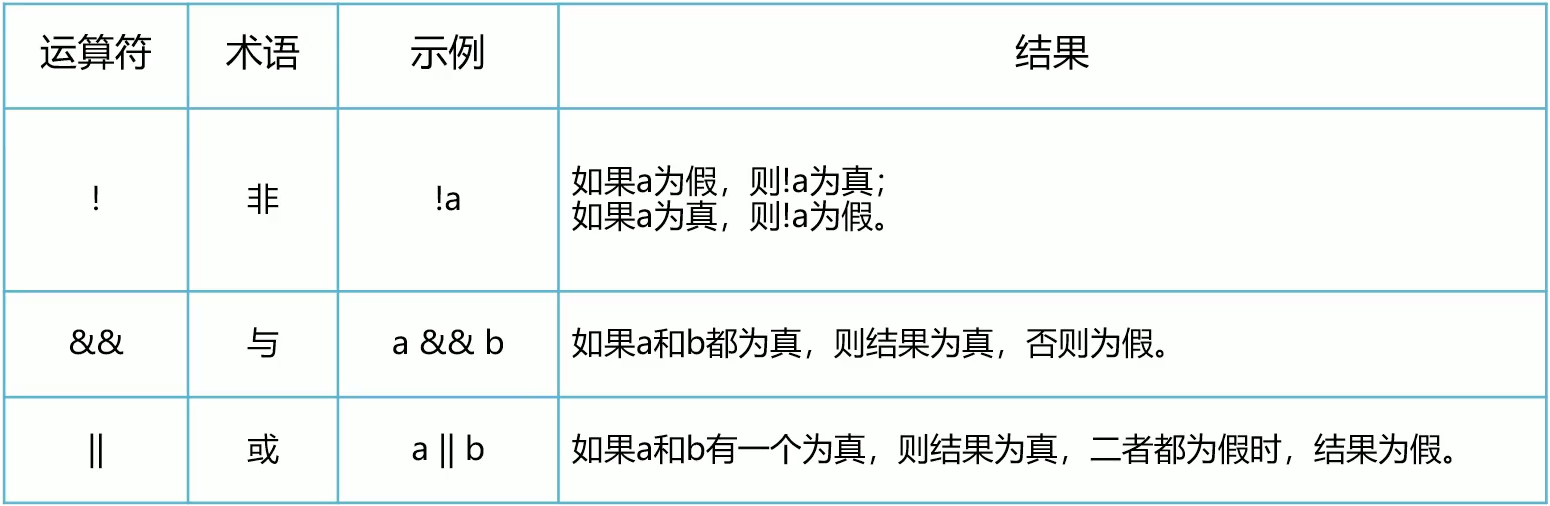 运算符 术语 示例 结果
! 非 !a 如果a为假，则!a为真；
如果a为真，则!a为假。
&& 与 a && b 如果a和b都为真，则结果为真，否则为假。
|| 或 a || b 如果a和b有一个为真，则结果为真，二者都为假时，结果为假。